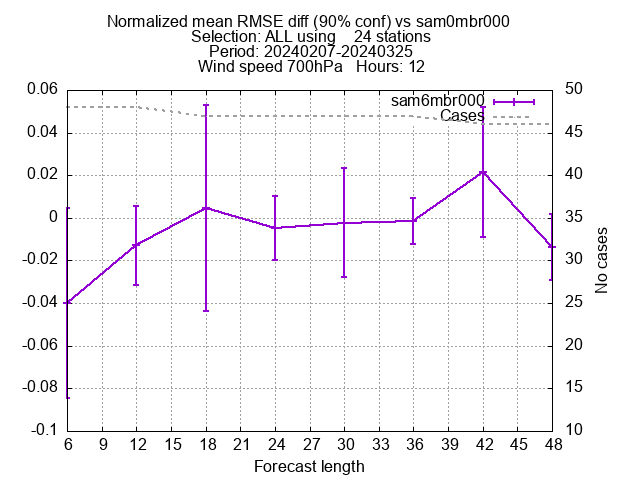 Normalized mean RMSE diff (90% conf) vs sam0mbr000
Selection: ALL using    24 stations
Period: 20240207-20240325
Wind speed 700hPa   Hours: 12
sam6mbr000
Cases
0.06
0.04
0.02
0
-0.02
-0.04
-0.06
-0.08
-0.1
50
45
40
35
30
25
20
15
10
No cases
6 9 12 15 18 21 24 27 30 33 36 39 42 45 48
Forecast length